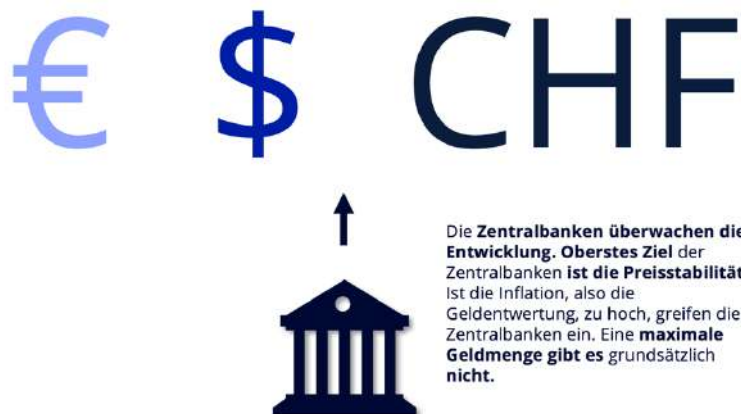 € $ CHF
Die Zentralbanken überwachen die
Entwicklung. Oberstes Ziel der
Zentralbanken ist die Preisstabilität
Ist die Inflation, also die
Geldentwertung, zu hoch, greifen die
Zentralbanken ein. Eine maximale
Geldmenge gibt es grundsätzlich
nicht.